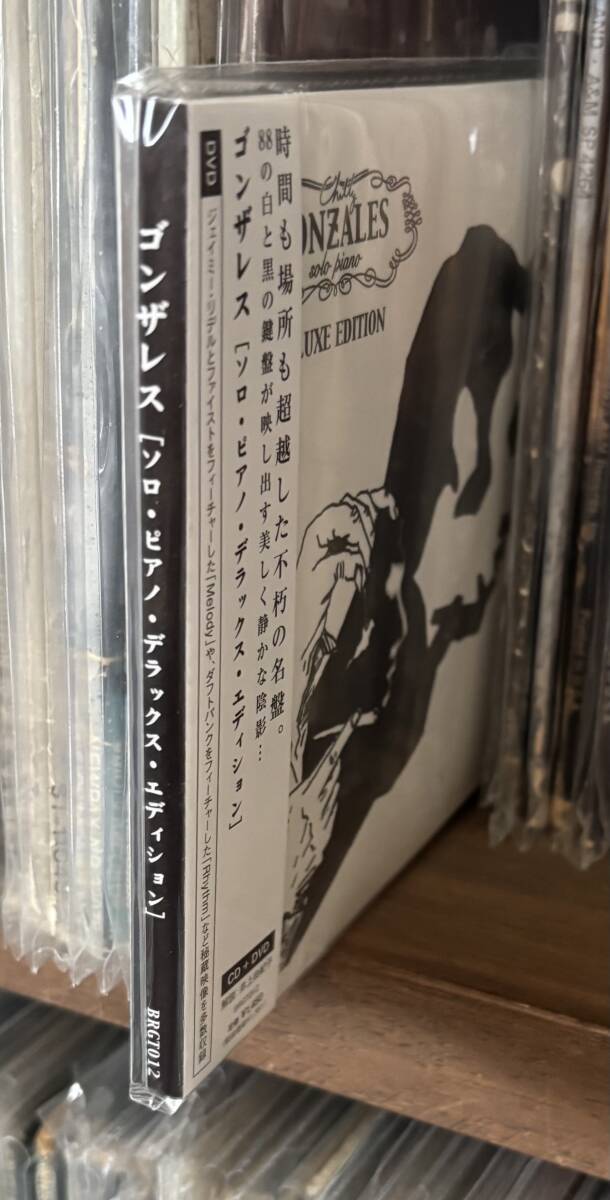 ゴンザレス［ソロ・ピアノ・デラックス・エディション］
BRGT012
時間も場所も超越した不朽の名盤。
88の白と黒の鍵盤が映し出す美しく静かな陰影…
ゴンザレス［ソロ・ピアノ・デラックス・エディション］
DVD
ジェイミー・リデルとファイストをフィーチャーした「Melody」や、ダフトパンクをフィーチャーした「Rhythm」など秘蔵映像を多数収録
CD + DVD
Chilly
ONZALES
solo piano
LUXE EDITION
A&M SP 4251